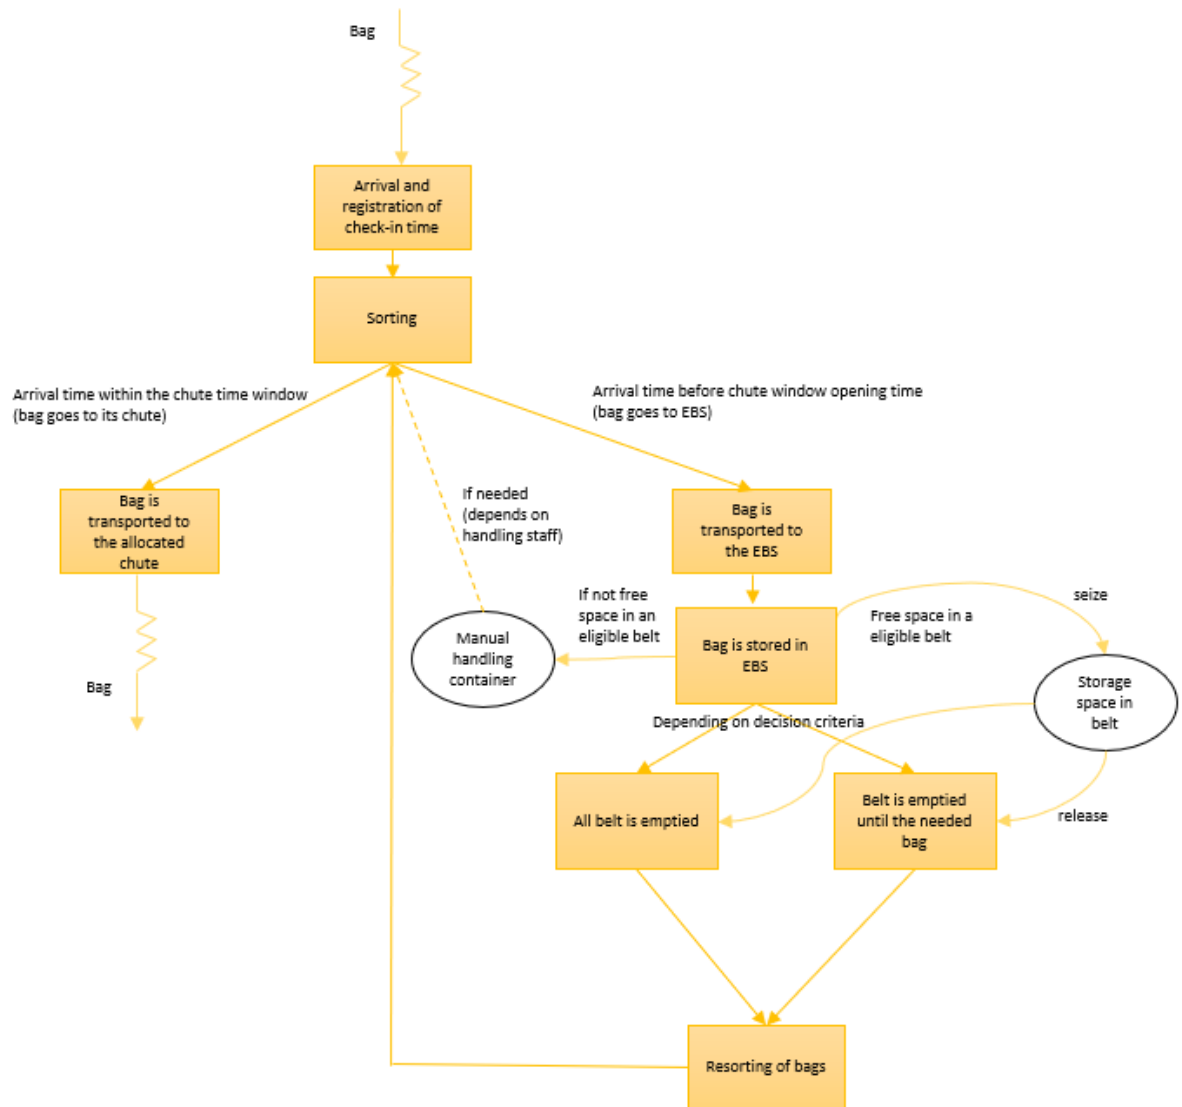 Bag
Arrival and
registration of
check-in time
Sorting
Arrival time within the chute time window
(bag goes to its chute)
Arrival time before chute window opening time
(bag goes to EBS)
Bag is
transported to
the allocated
chute
If needed
(depends on
handling staff)
Bag is
transported to
the EBS
If not free
space in an
eligible belt
Free space in a
eligible belt
seize
Manual
handling
container
Bag is stored in
EBS
Storage
space in
belt
Bag
Depending on decision criteria
All belt is emptied
Belt is emptied
until the needed
bag
release
Resorting of bags